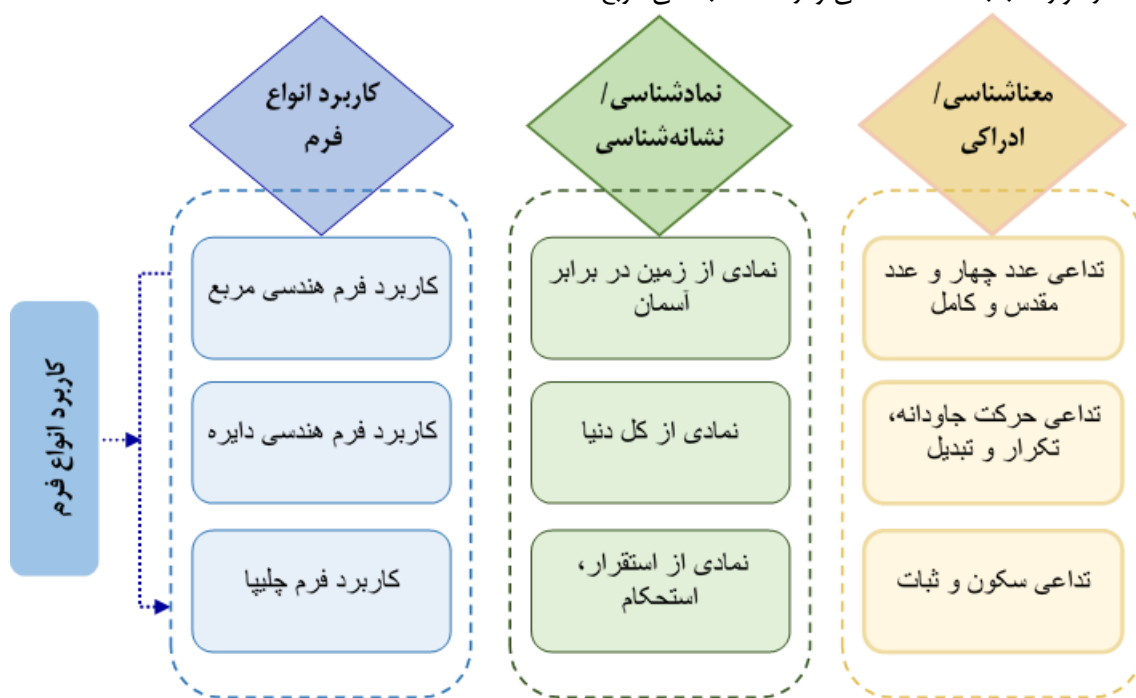 کاربرد انواع
فرم
نمادشناسی/
نشانه‌شناسی
معناشناسی/
ادراکی
کاربرد انواع فرم
کاربرد فرم هندسی مربع
نمادی از زمین در برابر
آسمان
تداعی عدد چهار و عدد
مقدس و کامل
کاربرد فرم هندسی دایره
نمادی از کل دنیا
تداعی حرکت جاودانه،
تکرار و تبدیل
کاربرد فرم چلیپا
نمادی از استقرار،
استحکام
تداعی سکون و ثبات